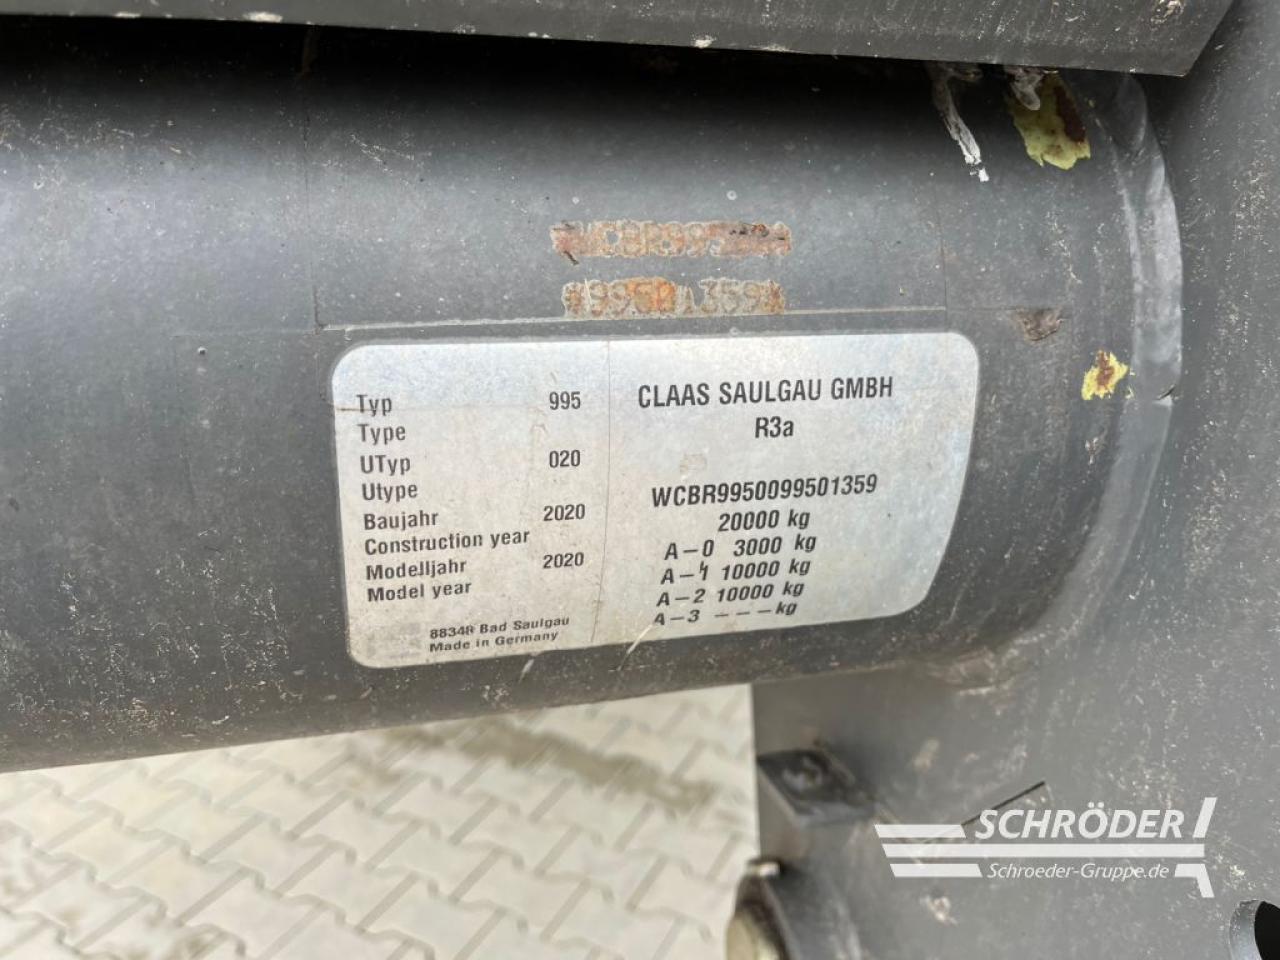 *WCBR99500*
*99501359*
Typ 995
Type
UTyp 020
Utype
Baujahr 2020
Construction year
Modelljahr 2020
Model year
88348 Bad Saulgau
Made in Germany
CLAAS SAULGAU GMBH
R3a
WCBR9950099501359
20000 kg
A-0 3000 kg
A-1 10000 kg
A-2 10000 kg
A-3 ---kg
SCHRÖDER
Schroeder-Gruppe.de